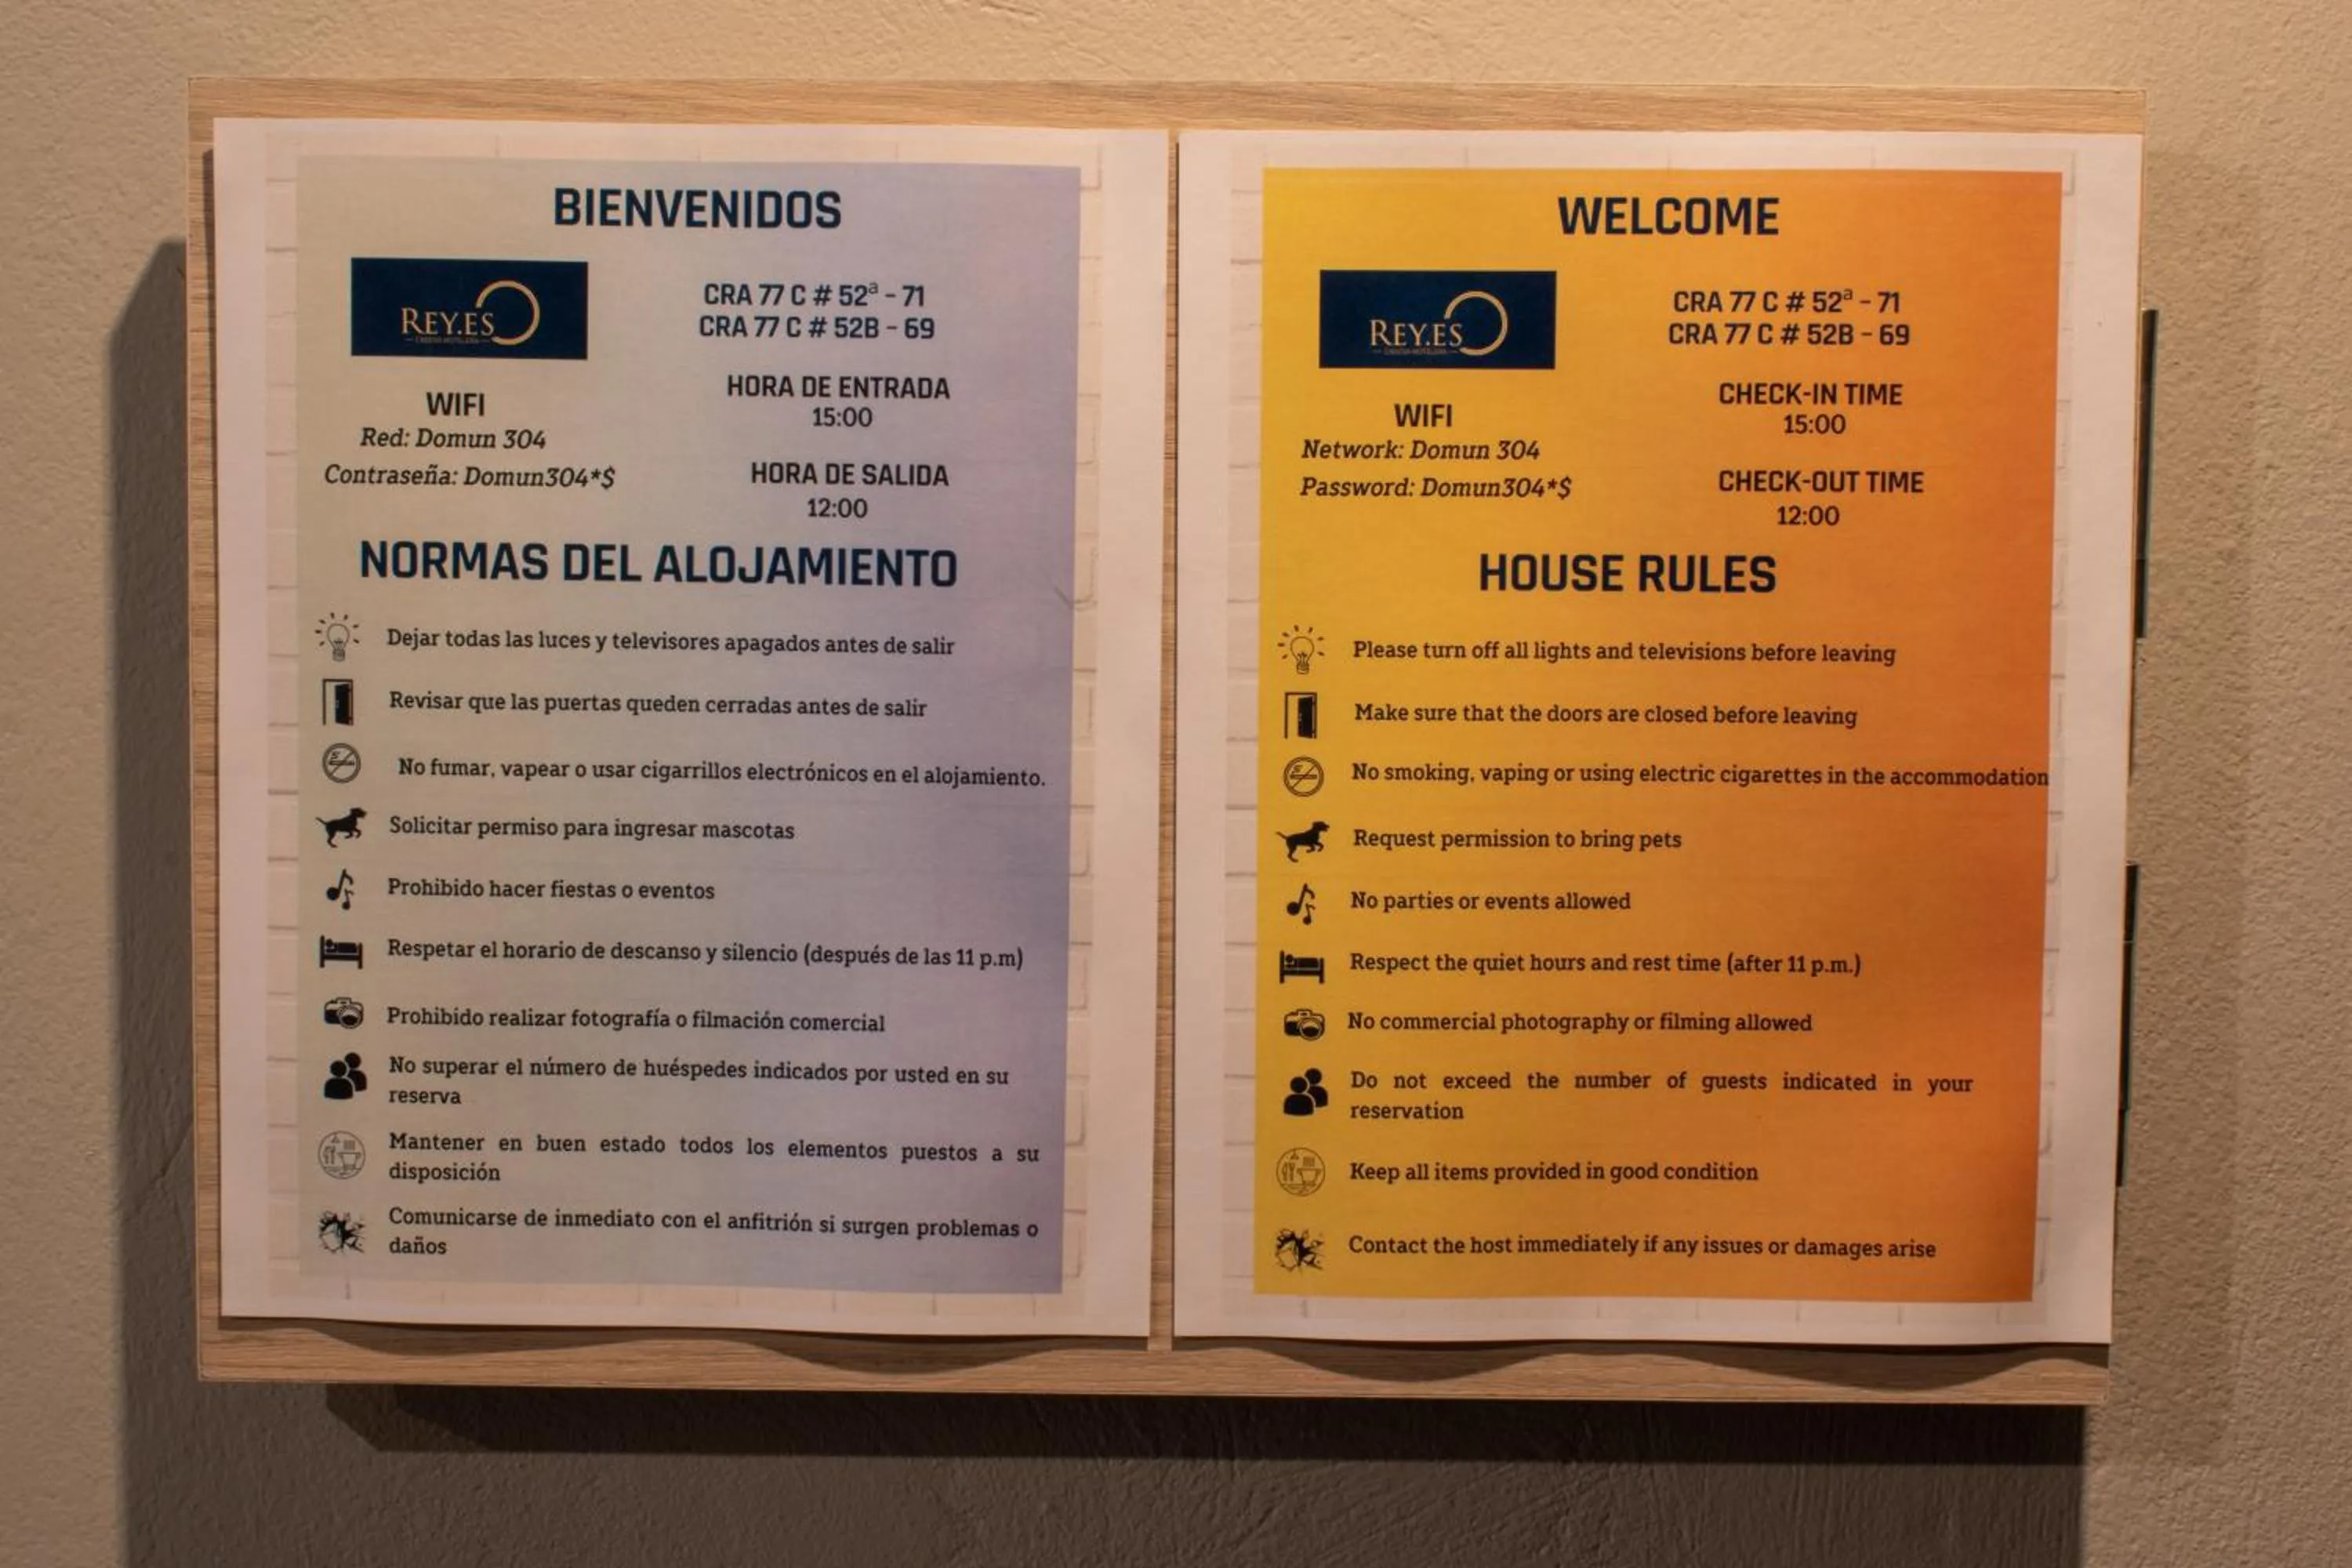 BIENVENIDOS
REY.ES
CRA 77 C # 52ª - 71
CRA 77 C # 52B - 69
WIFI
Red: Domun 304
Contraseña: Domun304*$
HORA DE ENTRADA
15:00
HORA DE SALIDA
12:00
NORMAS DEL ALOJAMIENTO
Dejar todas las luces y televisores apagados antes de salir
Revisar que las puertas queden cerradas antes de salir
No fumar, vapear o usar cigarrillos electrónicos en el alojamiento.
Solicitar permiso para ingresar mascotas
Prohibido hacer fiestas o eventos
Respetar el horario de descanso y silencio (después de las 11 p.m)
Prohibido realizar fotografía o filmación comercial
No superar el número de huéspedes indicados por usted en su
reserva
Mantener en buen estado todos los elementos puestos a su
disposición
Comunicarse de inmediato con el anfitrión si surgen problemas o
daños
WELCOME
REY.ES
CRA 77 C # 52ª - 71
CRA 77 C # 52B - 69
WIFI
Network: Domun 304
Password: Domun304*$
CHECK-IN TIME
15:00
CHECK-OUT TIME
12:00
HOUSE RULES
Please turn off all lights and televisions before leaving
Make sure that the doors are closed before leaving
No smoking, vaping or using electric cigarettes in the accommodation
Request permission to bring pets
No parties or events allowed
Respect the quiet hours and rest time (after 11 p.m.)
No commercial photography or filming allowed
Do not exceed the number of guests indicated in your
reservation
Keep all items provided in good condition
Contact the host immediately if any issues or damages arise